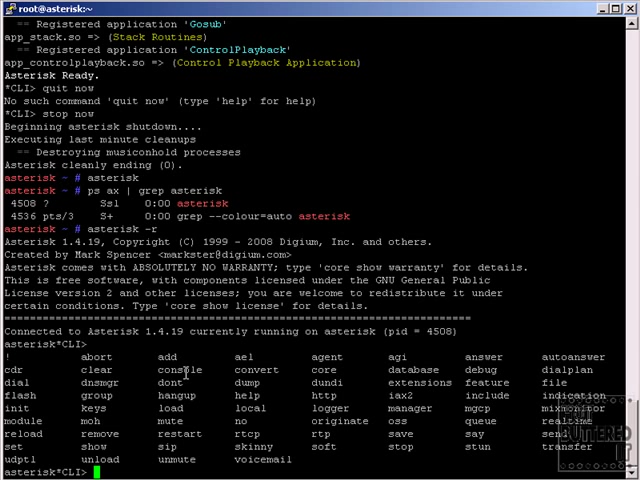 root@asterisk:~
== Registered application 'Gosub'
app_stack.so => (Stack Routines)
== Registered application 'ControlPlayback'
app_controlplayback.so => (Control Playback Application)
Asterisk Ready.
*CLI> quit now
No such command 'quit now' (type 'help' for help)
*CLI> stop now
Beginning asterisk shutdown....
Executing last minute cleanups
== Destroying musiconhold processes
Asterisk cleanly ending (0).
asterisk ~ # asterisk
asterisk ~ # ps ax | grep asterisk
4508 ? Ssl 0:00 asterisk
4536 pts/3 S+ 0:00 grep --colour=auto asterisk
asterisk ~ # asterisk -r
Asterisk 1.4.19, Copyright (C) 1999 - 2008 Digium, Inc. and others.
Created by Mark Spencer <markster@digium.com>
Asterisk comes with ABSOLUTELY NO WARRANTY; type 'core show warranty' for details.
This is free software, with components licensed under the GNU General Public
License version 2 and other licenses; you are welcome to redistribute it under
certain conditions. Type 'core show license' for details.
=========================================================================
Connected to Asterisk 1.4.19 currently running on asterisk (pid = 4508)
asterisk*CLI>
! abort add ael agent agi answer autoanswer
cdr clear console convert core database debug dialplan
dial dnsmgr dont dump dundi extensions feature file
flash group hangup help http iax2 include indication
init keys load local logger manager mgcp mixmonitor
module moh mute no originate oss queue realtime
reload remove restart rtcp rtp save say
set show sip skinny soft stop stun transfer
udptl unload unmute voicemail
asterisk*CLI>
BUTTERED